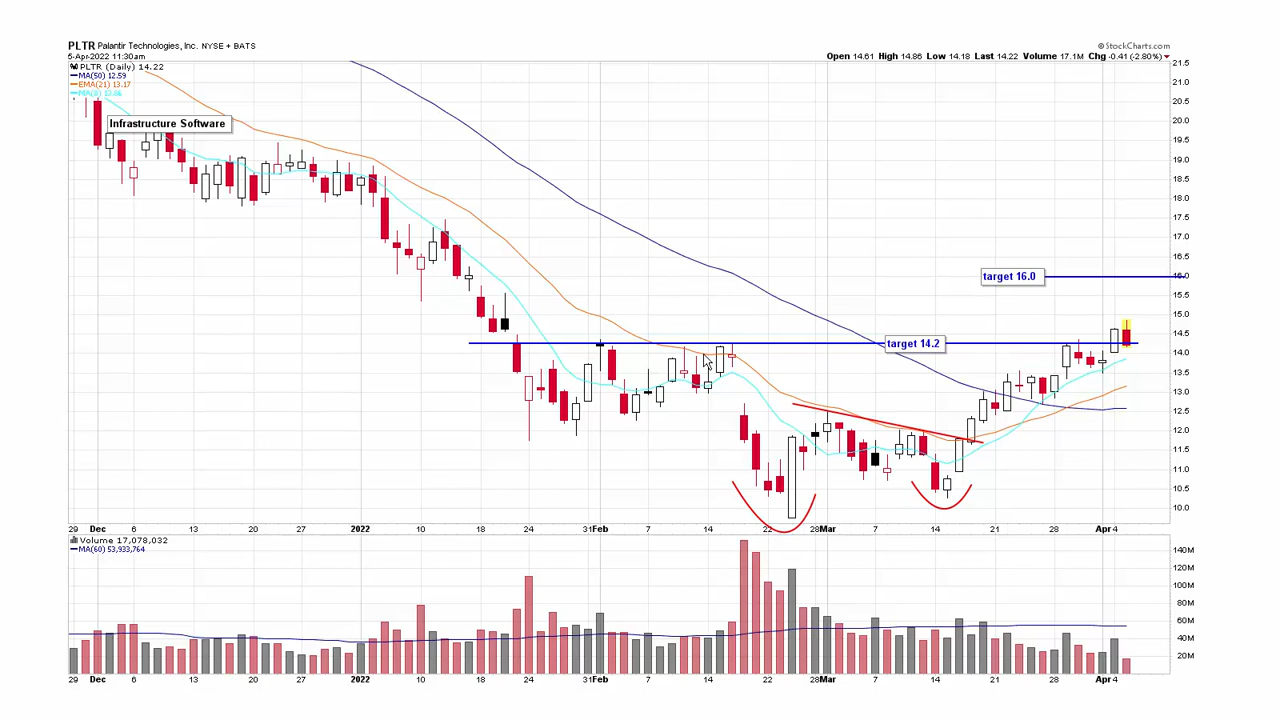 PLTR Palantir Technologies, Inc. NYSE + BATS
© StockCharts.com
5-Apr-2022 11:30am
Open 14.61 High 14.86 Low 14.18 Last 14.22 Volume 17.1M Chg -0.41 (-2.80%)
PLTR (Daily) 14.22
MA(50) 12.59
EMA(21) 13.17
MA(8) 13.86
Infrastructure Software
target 16.0
target 14.2
21.5
21.0
20.5
20.0
19.5
19.0
18.5
18.0
17.5
17.0
16.5
16.0
15.5
15.0
14.5
14.0
13.5
13.0
12.5
12.0
11.5
11.0
10.5
10.0
29 Dec 6 13 20 27 2022 10 18 24 31 Feb 7 14 22 28 Mar 7 14 21 28 Apr 4
Volume 17,078,032
MA(60) 53,933,764
140M
120M
100M
80M
60M
40M
20M
29 Dec 6 13 20 27 2022 10 18 24 31 Feb 7 14 22 28 Mar 7 14 21 28 Apr 4